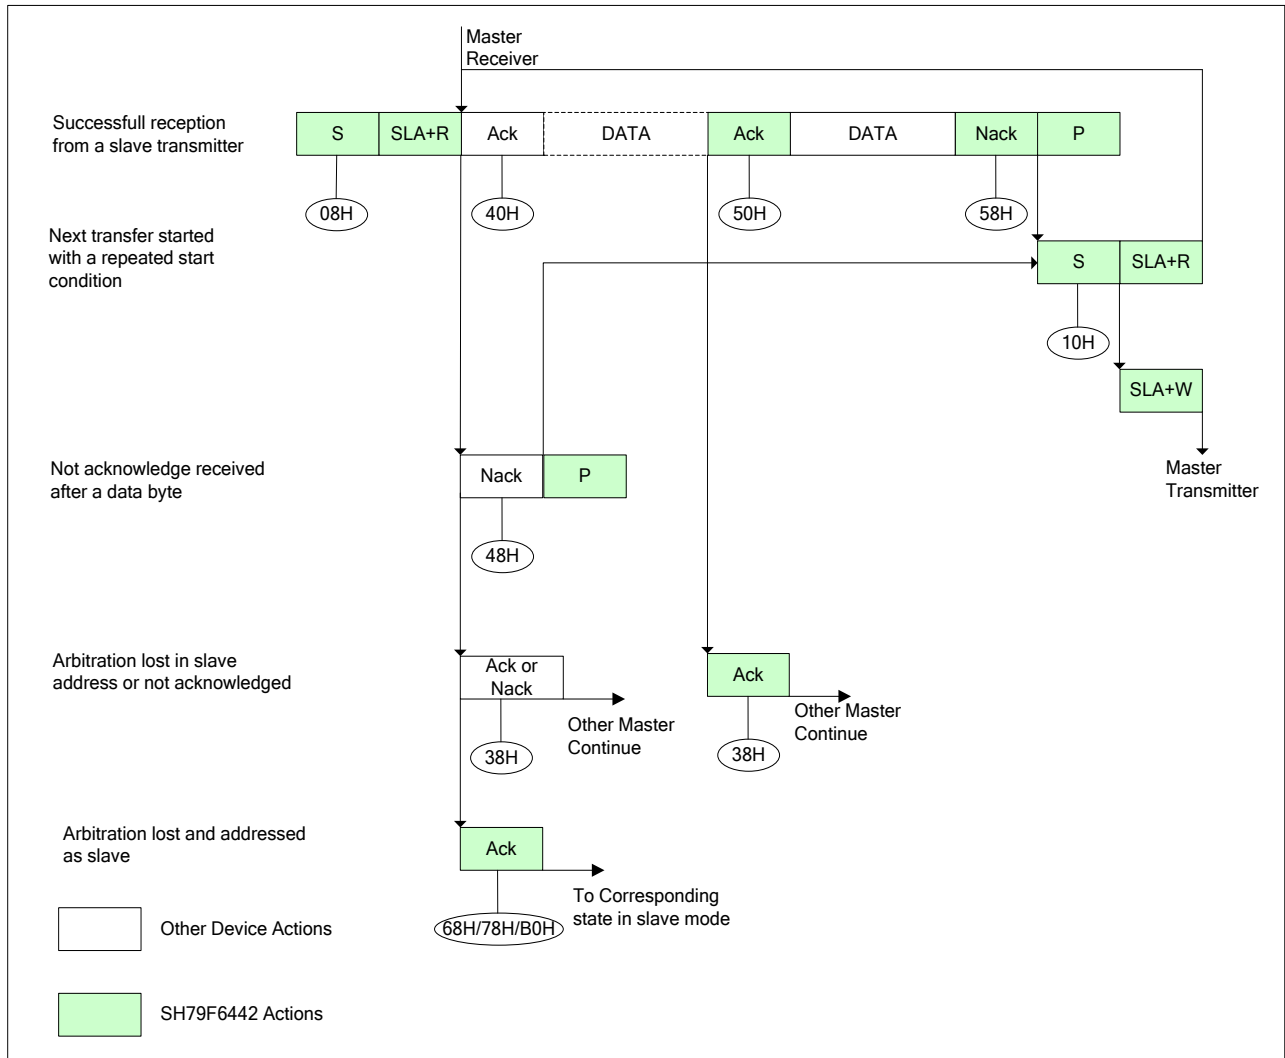 Master
Receiver
Successfull reception
from a slave transmitter
S
SLA+R
Ack
DATA
Ack
DATA
Nack
P
08H
40H
50H
58H
Next transfer started
with a repeated start
condition
S
SLA+R
10H
SLA+W
Master
Transmitter
Not acknowledge received
after a data byte
Nack
P
48H
Arbitration lost in slave
address or not acknowledged
Ack or
Nack
Other Master
Continue
38H
Ack
Other Master
Continue
38H
Arbitration lost and addressed
as slave
Ack
To Corresponding
state in slave mode
68H/78H/B0H
Other Device Actions
SH79F6442 Actions